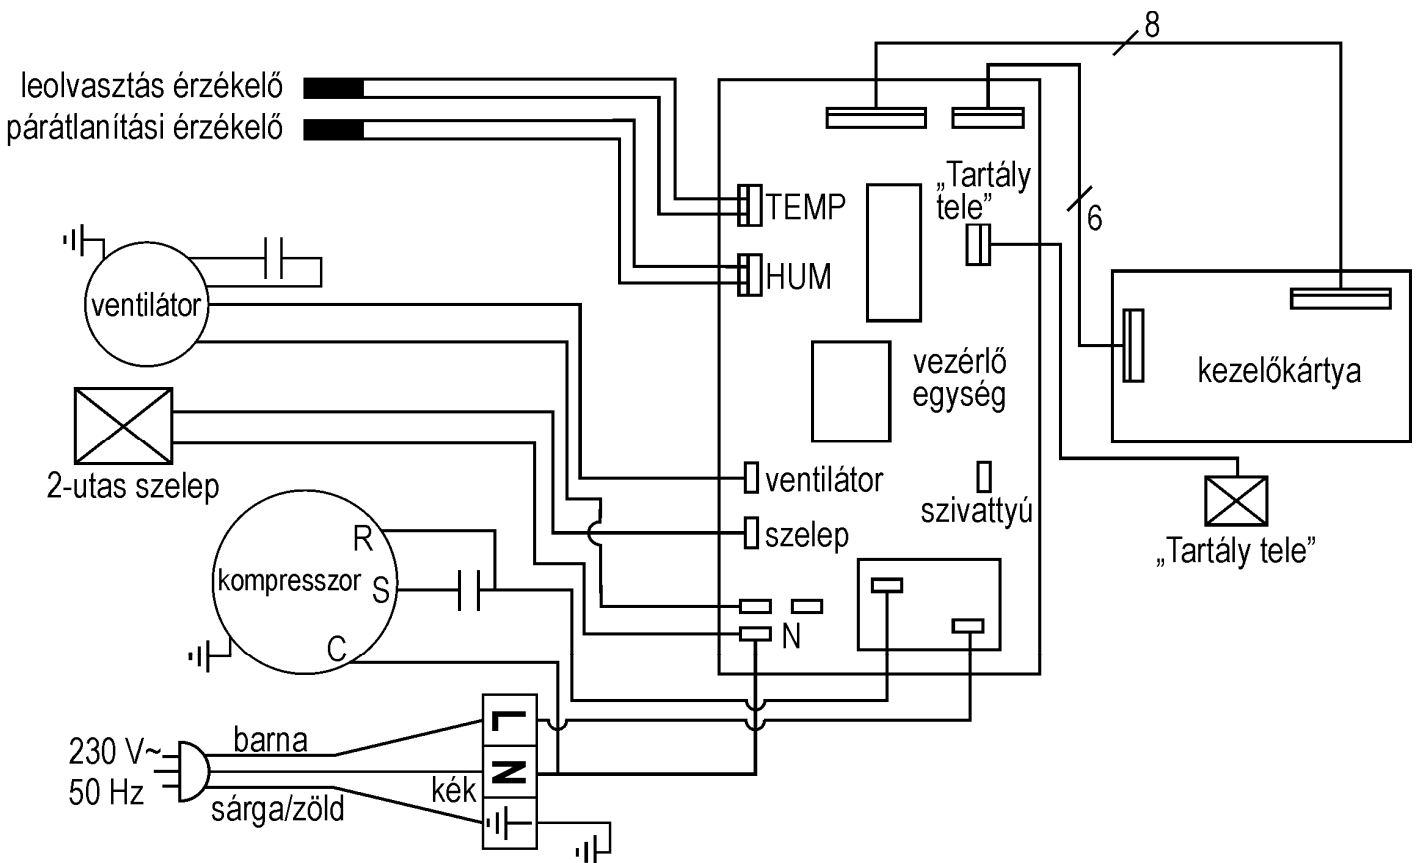 8
leolvasztás érzékelő
párátlanítási érzékelő
„Tartály
tele”
TEMP
6
HUM
ventilátor
vezérlő
egység
kezelőkártya
2-utas szelep
ventilátor
szivattyú
R
szelep
„Tartály tele”
kompresszor
S
N
C
L
barna
230 V~
N
kék
50 Hz
sárga/zöld